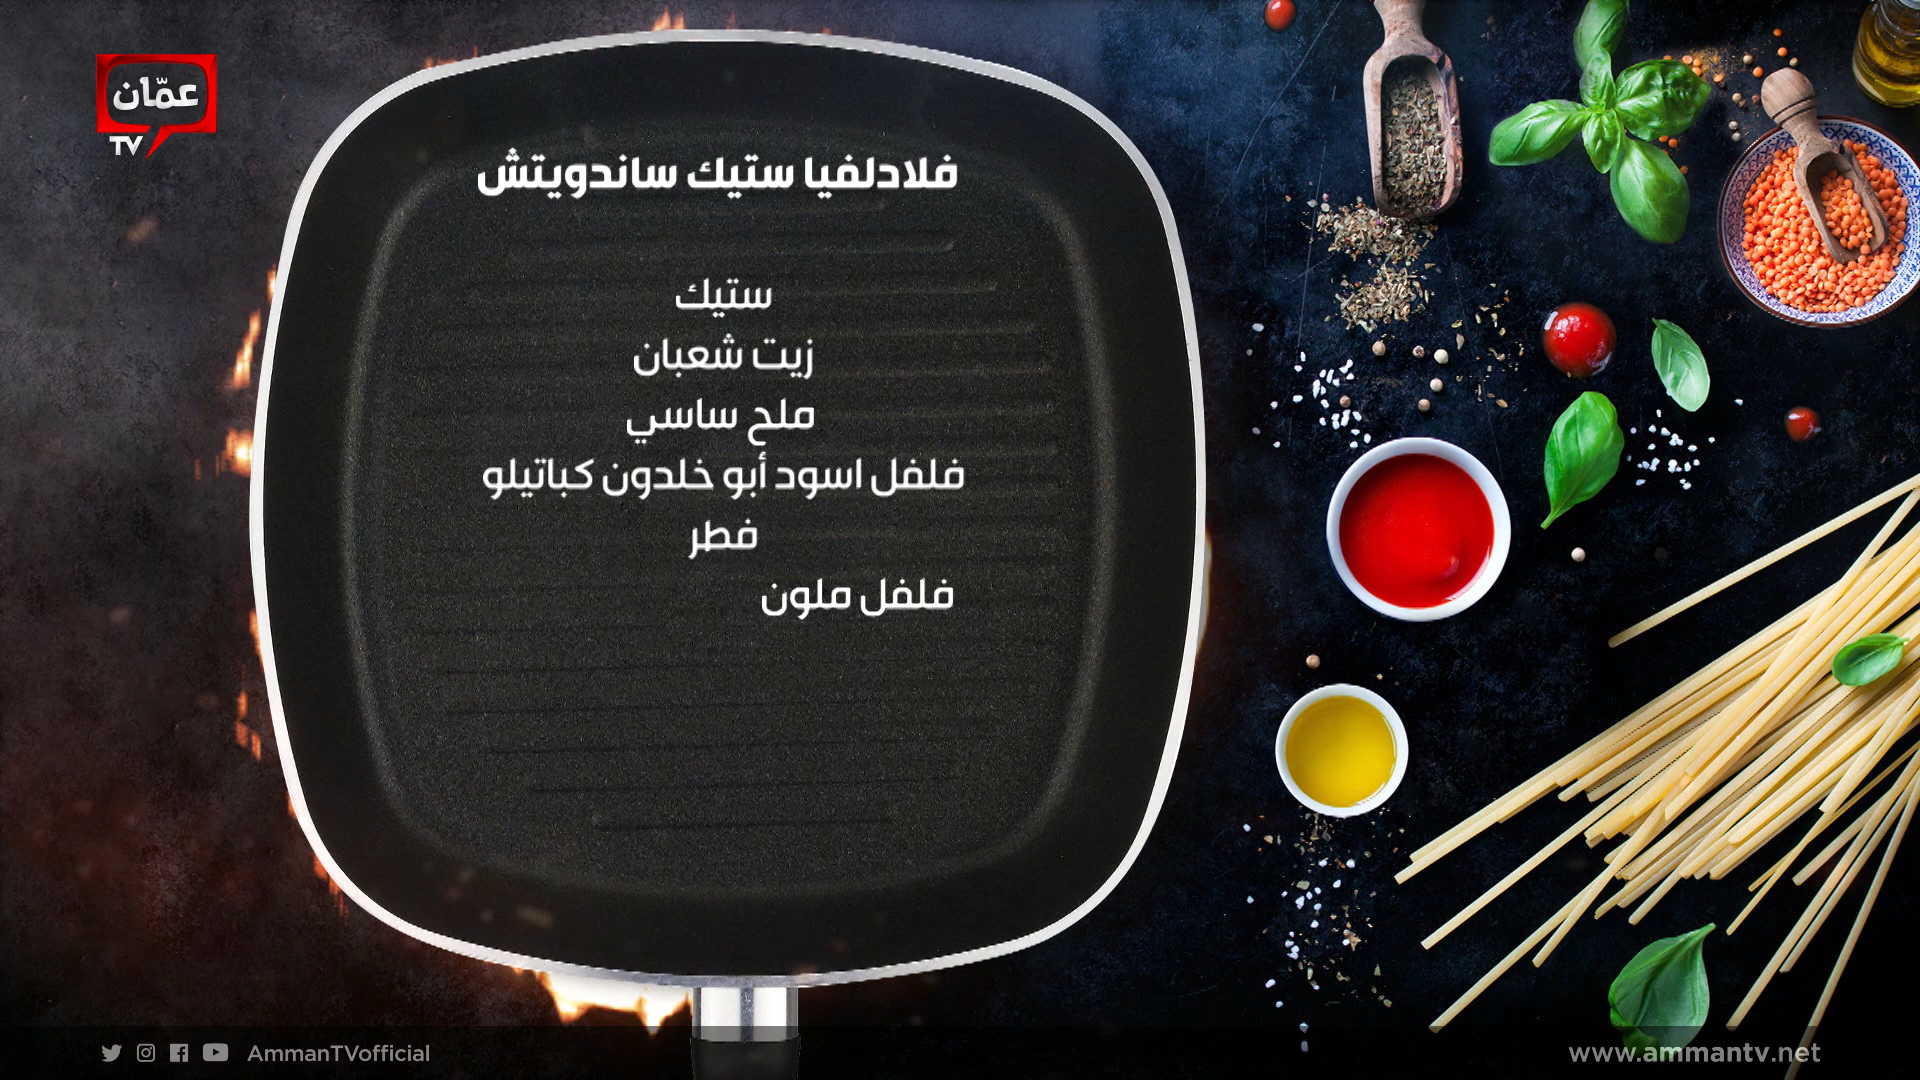 عمّان
TV
فلادلفيا ستيك ساندويتش
ستيك
زيت شعبان
ملح ساسي
فلفل اسود أبو خلدون كباتيلو
فطر
فلفل ملون
AmmanTVofficial
www.ammantv.net